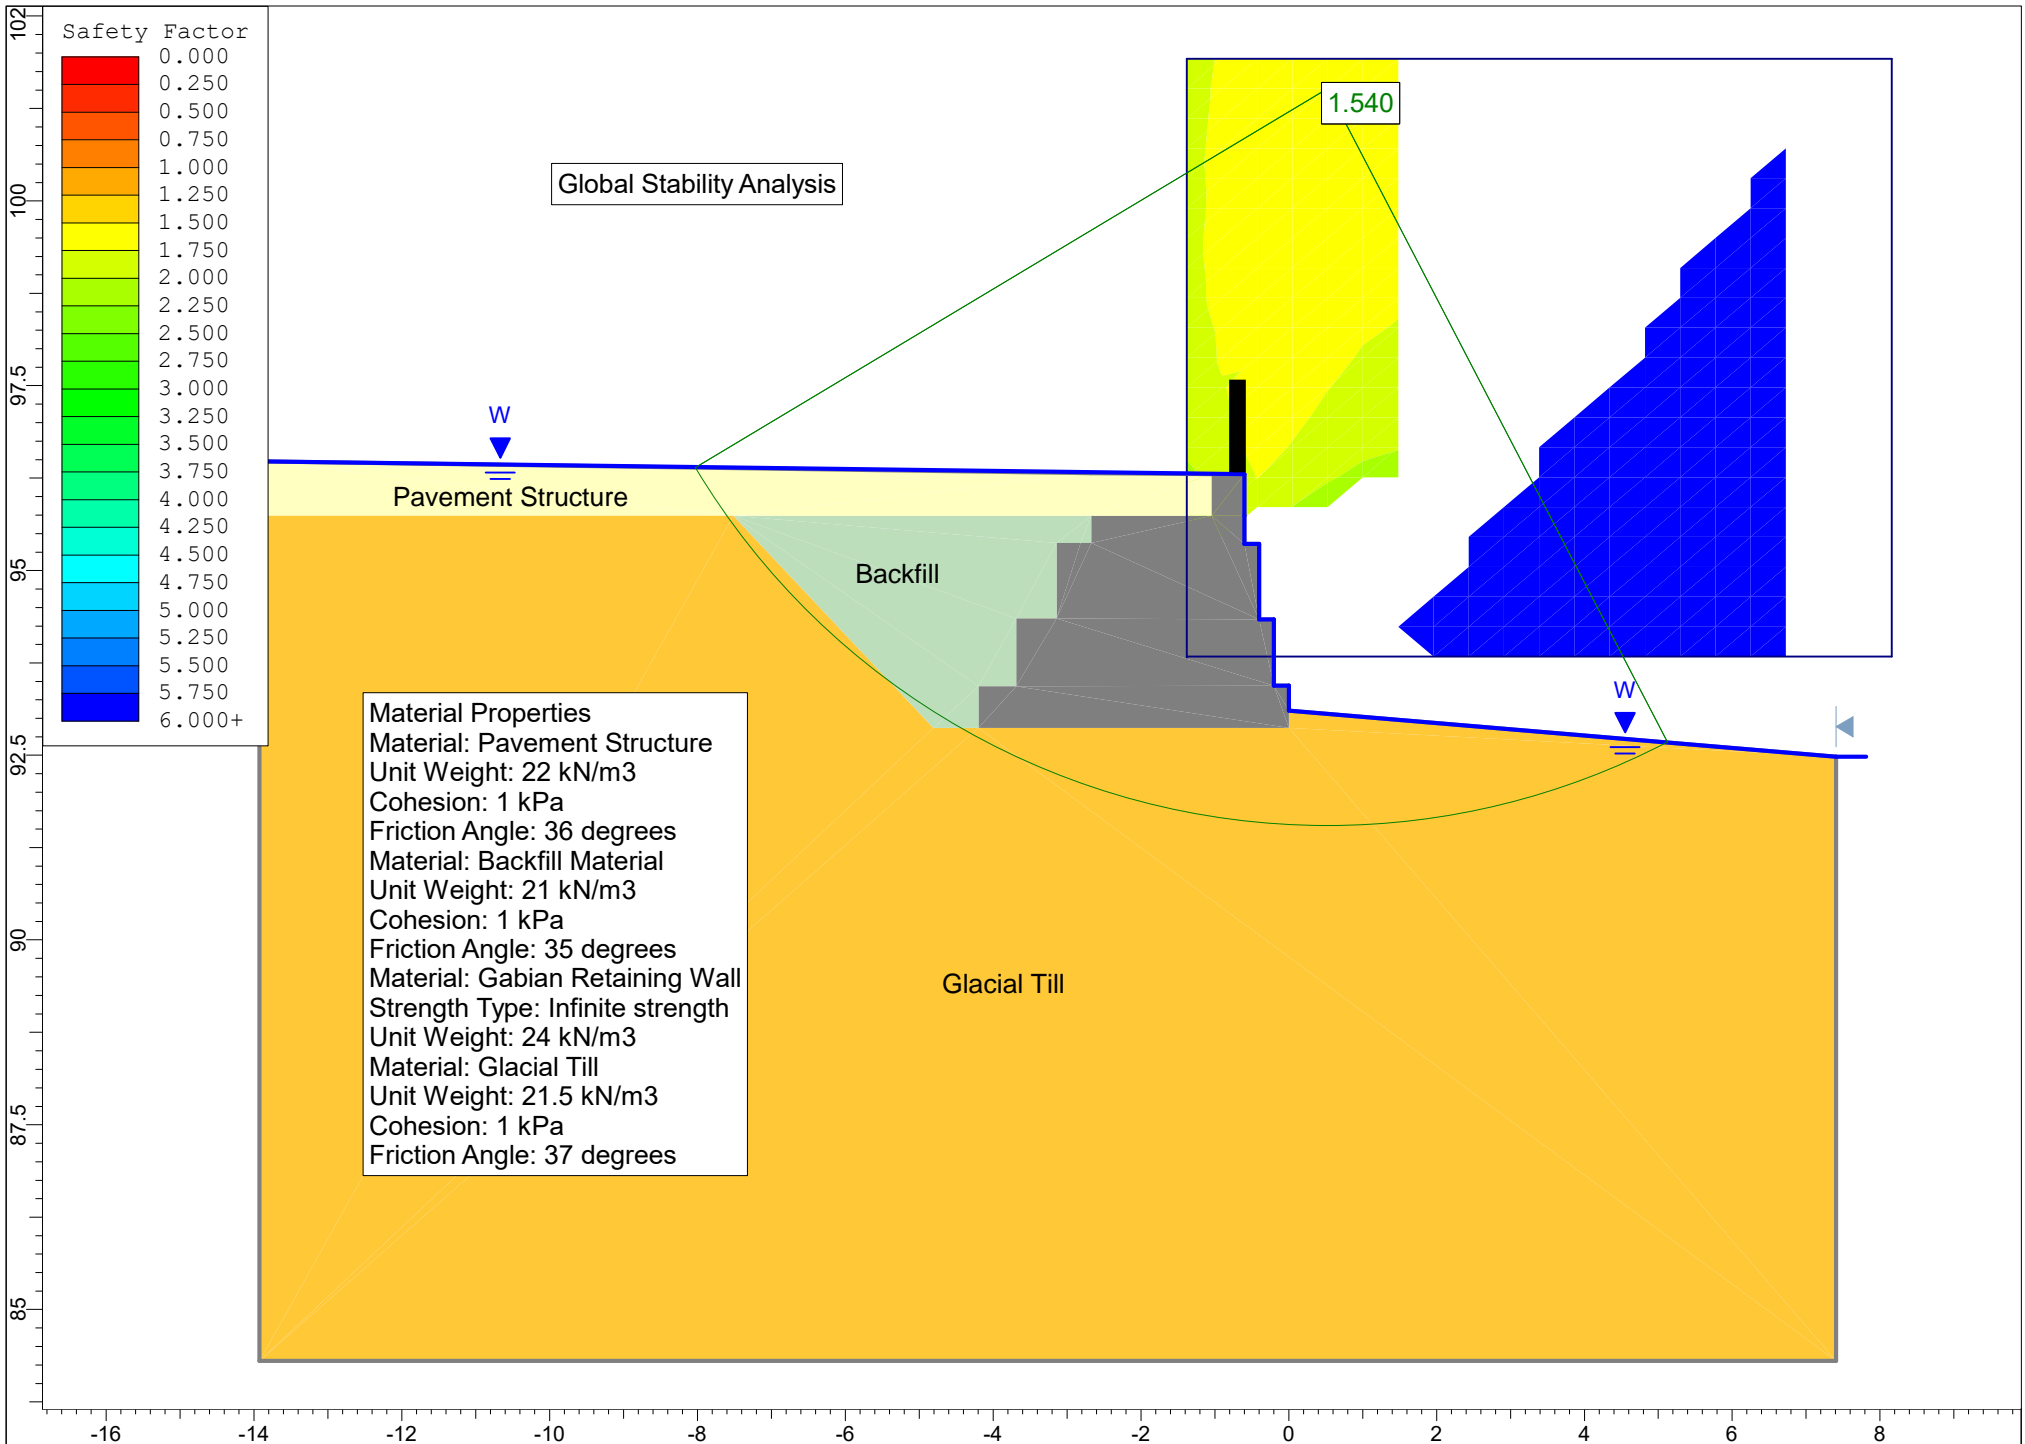 Safety Factor
0.000
0.250
0.500
0.750
1.000
1.250
1.500
1.750
2.000
2.250
2.500
2.750
3.000
3.250
3.500
3.750
4.000
4.250
4.500
4.750
5.000
5.250
5.500
5.750
6.000+
Global Stability Analysis
1.540
W
Pavement Structure
Backfill
W
Material Properties
Material: Pavement Structure
Unit Weight: 22 kN/m3
Cohesion: 1 kPa
Friction Angle: 36 degrees
Material: Backfill Material
Unit Weight: 21 kN/m3
Cohesion: 1 kPa
Friction Angle: 35 degrees
Material: Gabian Retaining Wall
Strength Type: Infinite strength
Unit Weight: 24 kN/m3
Material: Glacial Till
Unit Weight: 21.5 kN/m3
Cohesion: 1 kPa
Friction Angle: 37 degrees
Glacial Till
102
100
97.5
95
92.5
90
87.5
85
-16 -14 -12 -10 -8 -6 -4 -2 0 2 4 6 8